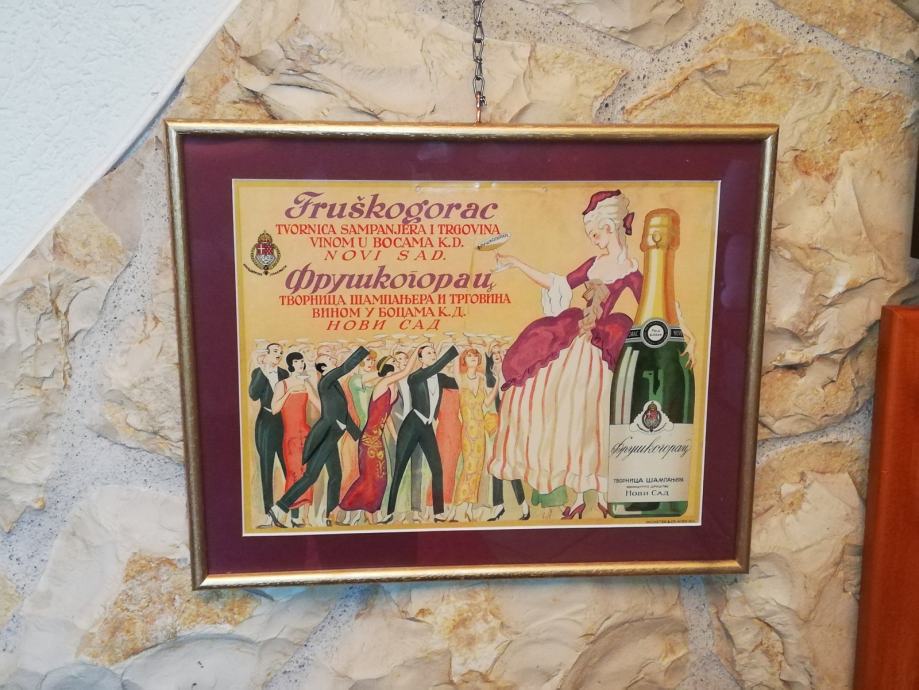 Fruškogorac
TVORNICA SAMPANJERA I TRGOVINA
VINOM U BOCAMA K.D.
NOVI SAD.
Фрушкогорац
ТВОРНИЦА ШАМПАЊЕРА И ТРГОВИНА
ВИНОМ У БОЦАМА К.Д.
НОВИ САД
Фрушкогорац
ТВОРНИЦА ШАМПАЊЕРА
НОВИ САД